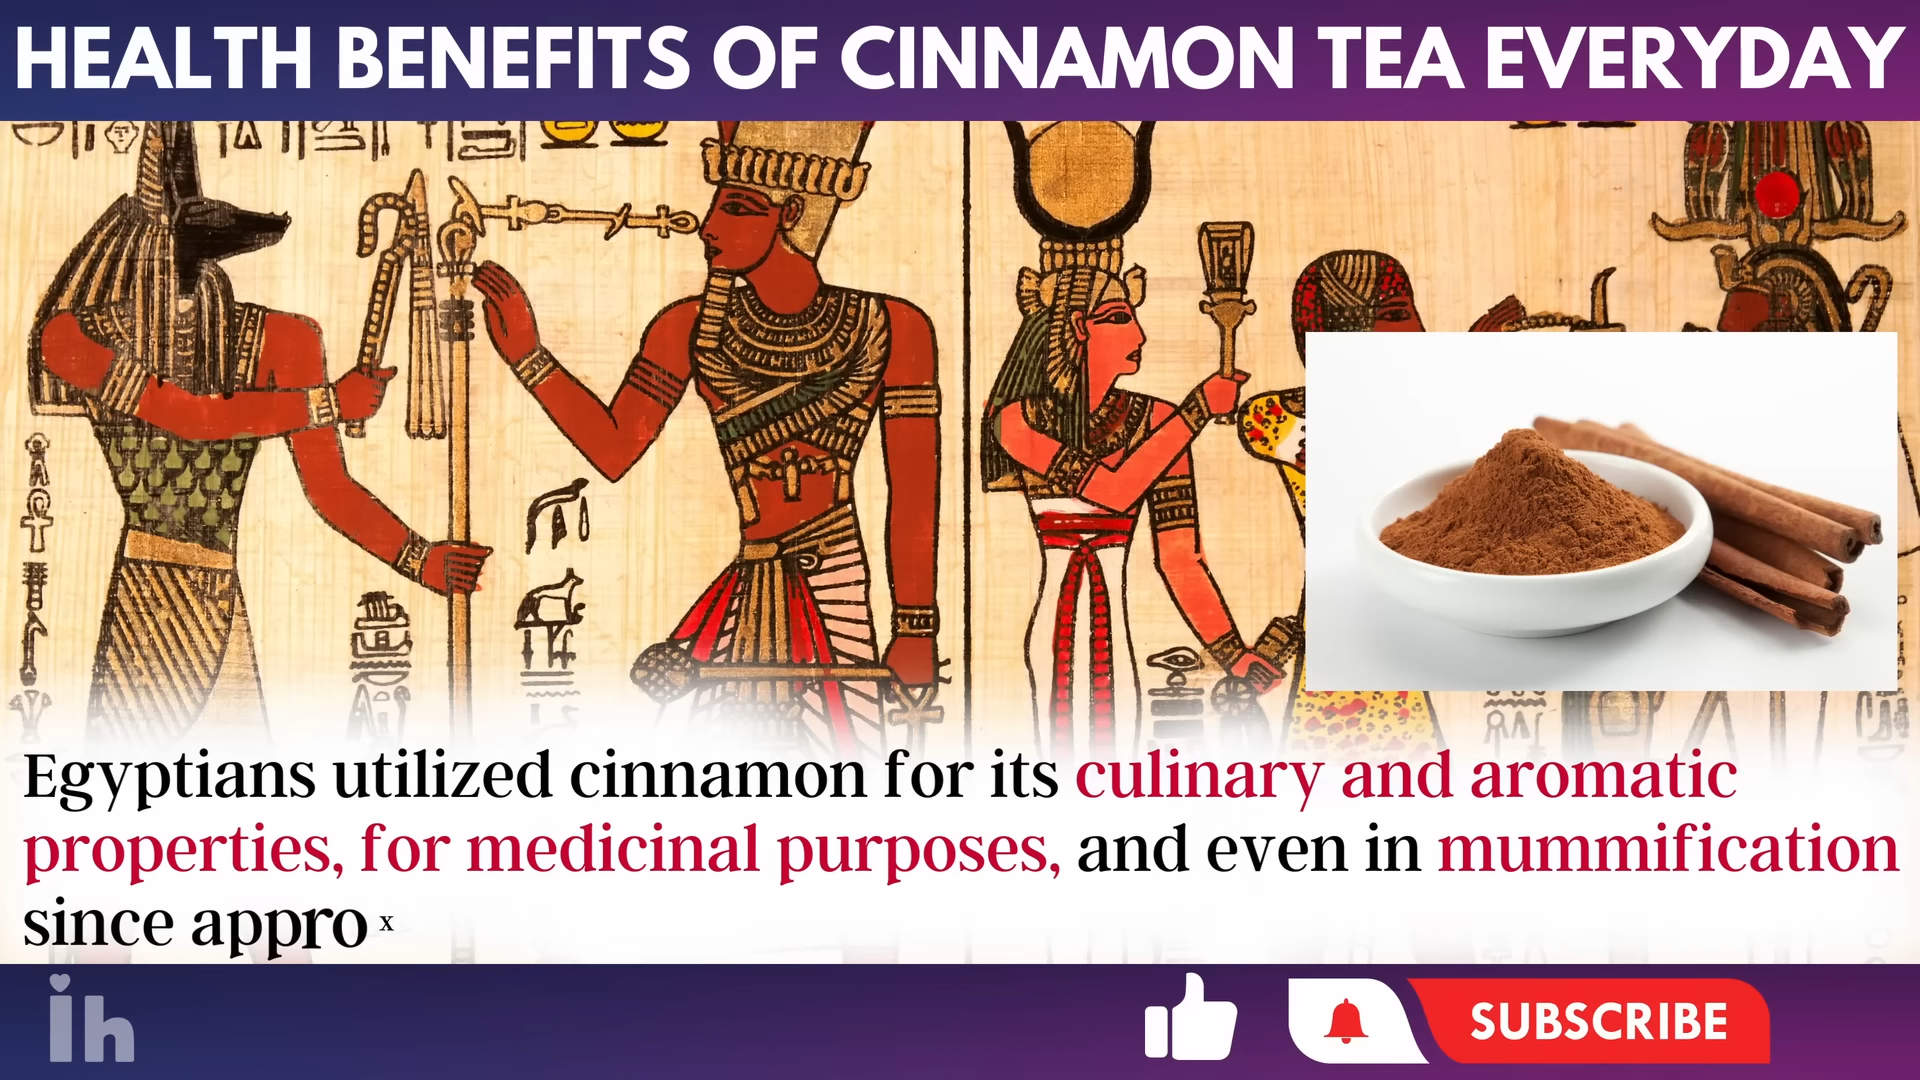 HEALTH BENEFITS OF CINNAMON TEA EVERYDAY
Egyptians utilized cinnamon for its culinary and aromatic
properties, for medicinal purposes, and even in mummification
since approx
ih
SUBSCRIBE